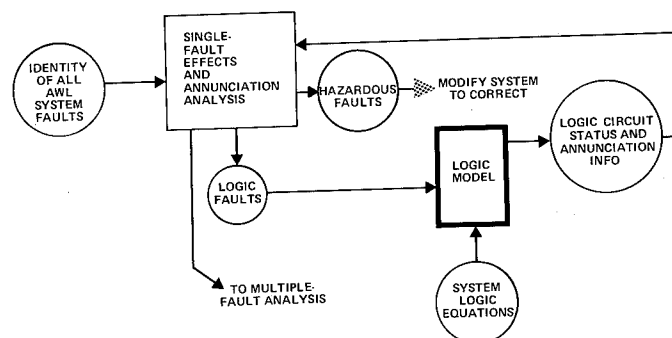 IDENTITY
OF ALL
AWL
SYSTEM
FAULTS
SINGLE-
FAULT
EFFECTS
AND
ANNUNCIATION
ANALYSIS
HAZARDOUS
FAULTS
MODIFY SYSTEM
TO CORRECT
LOGIC CIRCUIT
STATUS AND
ANNUNCIATION
INFO
LOGIC
MODEL
LOGIC
FAULTS
TO MULTIPLE-
FAULT ANALYSIS
SYSTEM
LOGIC
EQUATIONS